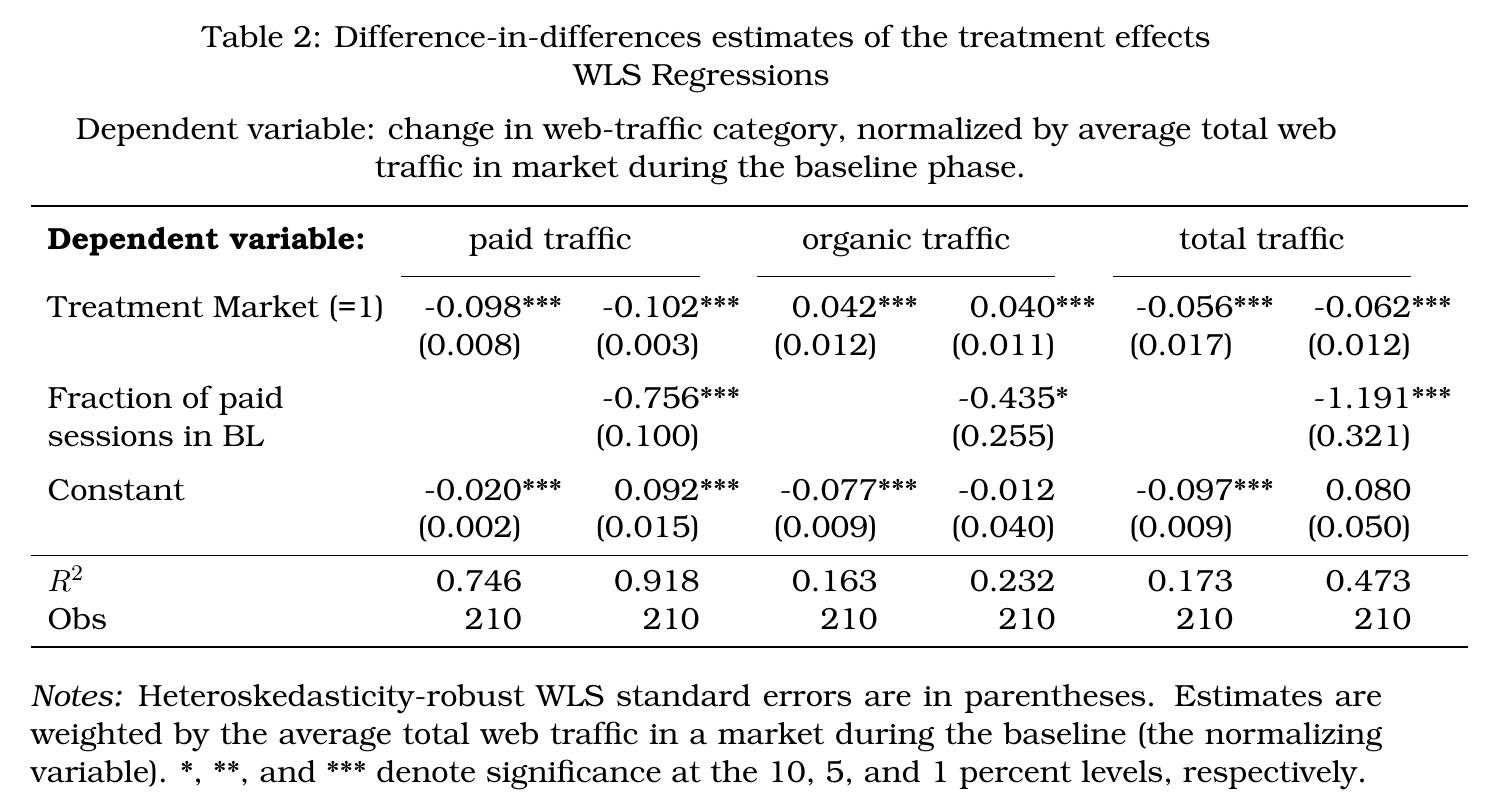 Table 2: Difference-in-differences estimates of the treatment effects
WLS Regressions
Dependent variable: change in web-traffic category, normalized by average total web
traffic in market during the baseline phase.
Dependent variable: paid traffic organic traffic total traffic
Treatment Market (=1) -0.098*** -0.102*** 0.042*** 0.040*** -0.056*** -0.062***
(0.008) (0.003) (0.012) (0.011) (0.017) (0.012)
Fraction of paid -0.756*** -0.435* -1.191***
sessions in BL (0.100) (0.255) (0.321)
Constant -0.020*** 0.092*** -0.077*** -0.012 -0.097*** 0.080
(0.002) (0.015) (0.009) (0.040) (0.009) (0.050)
R² 0.746 0.918 0.163 0.232 0.173 0.473
Obs 210 210 210 210 210 210
Notes: Heteroskedasticity-robust WLS standard errors are in parentheses. Estimates are
weighted by the average total web traffic in a market during the baseline (the normalizing
variable). *, **, and *** denote significance at the 10, 5, and 1 percent levels, respectively.